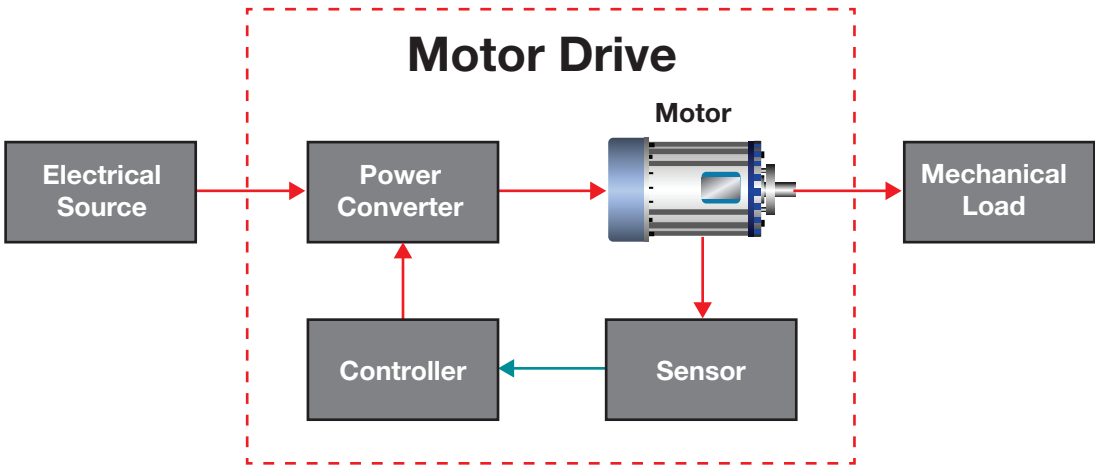 Motor Drive
Motor
Electrical
Source
Power
Converter
Mechanical
Load
Controller
Sensor